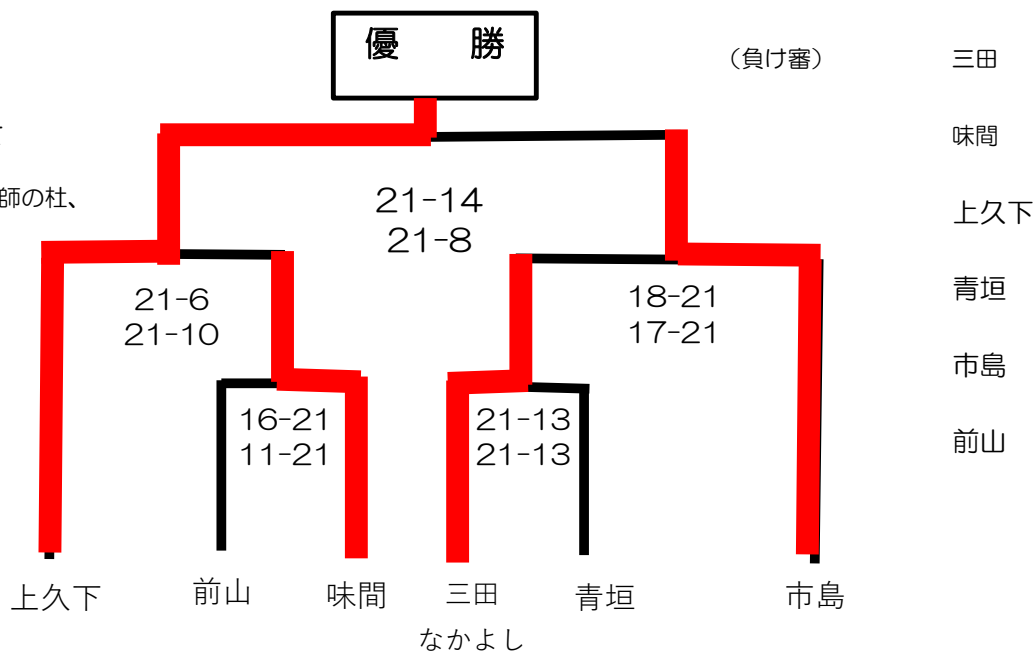 優　勝
（負け審）
三田
味間
師の杜、
21-14
21-8
上久下
21-6
21-10
18-21
17-21
青垣
市島
16-21
11-21
21-13
21-13
前山
上久下
前山
味間
三田
青垣
市島
なかよし